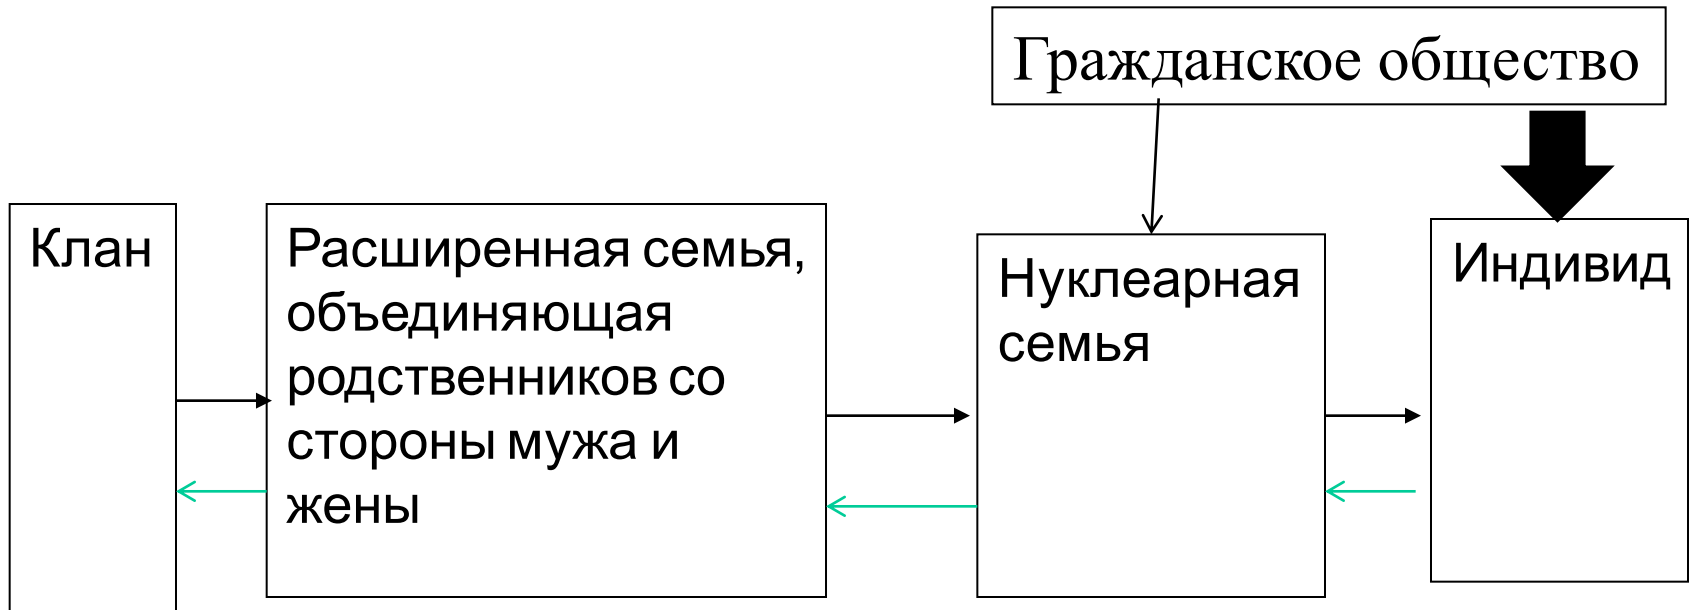 Гражданское общество
Клан
Расширенная семья,
объединяющая
родственников со
стороны мужа и
жены
Нуклеарная
семья
Индивид